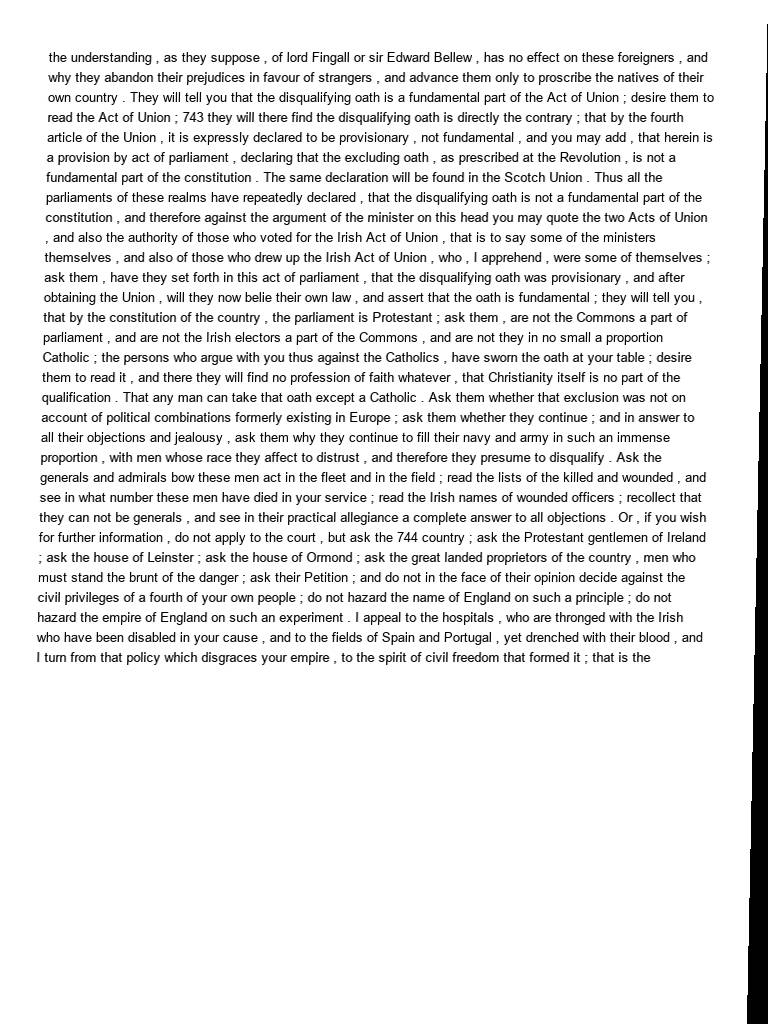 the understanding , as they suppose , of lord Fingall or sir Edward Bellew , has no effect on these foreigners , and
why they abandon their prejudices in favour of strangers , and advance them only to proscribe the natives of their
own country . They will tell you that the disqualifying oath is a fundamental part of the Act of Union ; desire them to
read the Act of Union ; 743 they will there find the disqualifying oath is directly the contrary ; that by the fourth
article of the Union , it is expressly declared to be provisionary , not fundamental , and you may add , that herein is
a provision by act of parliament , declaring that the excluding oath , as prescribed at the Revolution , is not a
fundamental part of the constitution . The same declaration will be found in the Scotch Union . Thus all the
parliaments of these realms have repeatedly declared , that the disqualifying oath is not a fundamental part of the
constitution , and therefore against the argument of the minister on this head you may quote the two Acts of Union
, and also the authority of those who voted for the Irish Act of Union , that is to say some of the ministers
themselves , and also of those who drew up the Irish Act of Union , who , I apprehend , were some of themselves ;
ask them , have they set forth in this act of parliament , that the disqualifying oath was provisionary , and after
obtaining the Union , will they now belie their own law , and assert that the oath is fundamental ; they will tell you ,
that by the constitution of the country , the parliament is Protestant ; ask them , are not the Commons a part of
parliament , and are not the Irish electors a part of the Commons , and are not they in no small a proportion
Catholic ; the persons who argue with you thus against the Catholics , have sworn the oath at your table ; desire
them to read it , and there they will find no profession of faith whatever , that Christianity itself is no part of the
qualification . That any man can take that oath except a Catholic . Ask them whether that exclusion was not on
account of political combinations formerly existing in Europe ; ask them whether they continue ; and in answer to
all their objections and jealousy , ask them why they continue to fill their navy and army in such an immense
proportion , with men whose race they affect to distrust , and therefore they presume to disqualify . Ask the
generals and admirals bow these men act in the fleet and in the field ; read the lists of the killed and wounded , and
see in what number these men have died in your service ; read the Irish names of wounded officers ; recollect that
they can not be generals , and see in their practical allegiance a complete answer to all objections . Or , if you wish
for further information , do not apply to the court , but ask the 744 country ; ask the Protestant gentlemen of Ireland
; ask the house of Leinster ; ask the house of Ormond ; ask the great landed proprietors of the country , men who
must stand the brunt of the danger ; ask their Petition ; and do not in the face of their opinion decide against the
civil privileges of a fourth of your own people ; do not hazard the name of England on such a principle ; do not
hazard the empire of England on such an experiment . I appeal to the hospitals , who are thronged with the Irish
who have been disabled in your cause , and to the fields of Spain and Portugal , yet drenched with their blood , and
I turn from that policy which disgraces your empire , to the spirit of civil freedom that formed it ; that is the